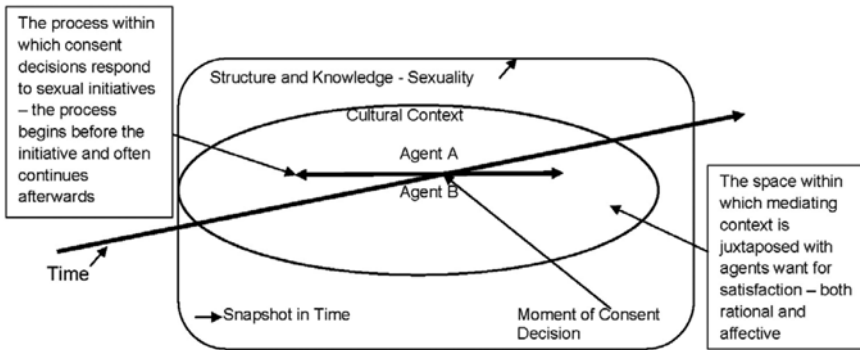 The process within
which consent
decisions respond
to sexual initiatives
– the process
begins before the
initiative and often
continues
afterwards
Structure and Knowledge - Sexuality
Cultural Context
Agent A
Agent B
Time
Snapshot in Time
Moment of Consent
Decision
The space within
which mediating
context is
juxtaposed with
agents want for
satisfaction – both
rational and
affective